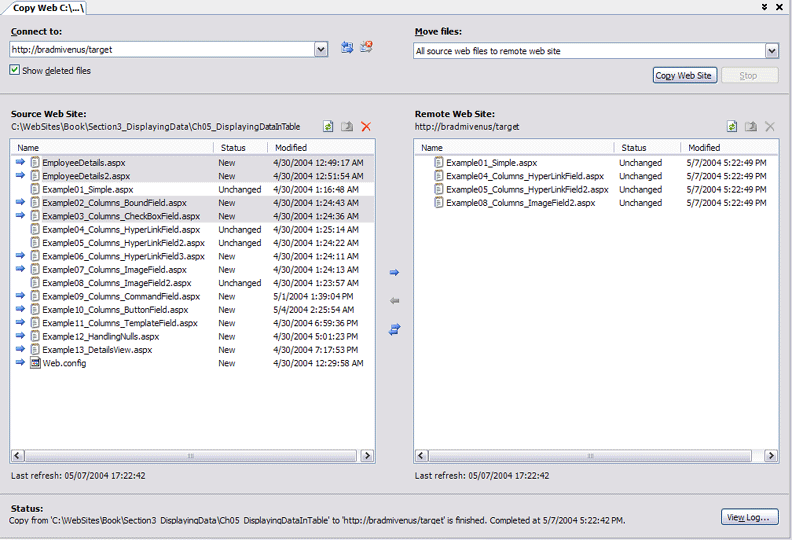 Copy Web C:\...\
Connect to:
http://bradmivenus/target
Show deleted files
Move files:
All source web files to remote web site
Copy Web Site
Stop
Source Web Site:
C:\WebSites\Book\Section3_DisplayingData\Ch05_DisplayingDataInTable
Name Status Modified
EmployeeDetails.aspx New 4/30/2004 12:49:17 AM
EmployeeDetails2.aspx New 4/30/2004 12:51:54 AM
Example01_Simple.aspx Unchanged 4/30/2004 1:16:48 AM
Example02_Columns_BoundField.aspx New 4/30/2004 1:24:43 AM
Example03_Columns_CheckBoxField.aspx New 4/30/2004 1:24:36 AM
Example04_Columns_HyperLinkField.aspx Unchanged 4/30/2004 1:25:14 AM
Example05_Columns_HyperLinkField2.aspx Unchanged 4/30/2004 1:24:22 AM
Example06_Columns_HyperLinkField3.aspx New 4/30/2004 1:24:11 AM
Example07_Columns_ImageField.aspx New 4/30/2004 1:24:13 AM
Example08_Columns_ImageField2.aspx Unchanged 4/30/2004 1:23:57 AM
Example09_Columns_CommandField.aspx New 5/1/2004 1:39:04 PM
Example10_Columns_ButtonField.aspx New 5/4/2004 2:25:54 AM
Example11_Columns_TemplateField.aspx New 4/30/2004 6:59:36 PM
Example12_HandlingNulls.aspx New 4/30/2004 5:01:23 PM
Example13_DetailsView.aspx New 4/30/2004 7:17:53 PM
Web.config New 4/30/2004 12:29:58 AM
Last refresh: 05/07/2004 17:22:42
Remote Web Site:
http://bradmivenus/target
Name Status Modified
Example01_Simple.aspx Unchanged 5/7/2004 5:22:49 PM
Example04_Columns_HyperLinkField.aspx Unchanged 5/7/2004 5:22:49 PM
Example05_Columns_HyperLinkField2.aspx Unchanged 5/7/2004 5:22:49 PM
Example08_Columns_ImageField2.aspx Unchanged 5/7/2004 5:22:49 PM
Last refresh: 05/07/2004 17:22:42
Status:
Copy from 'C:\WebSites\Book\Section3_DisplayingData\Ch05_DisplayingDataInTable' to 'http://bradmivenus/target' is finished. Completed at 5/7/2004 5:22:42 PM.
View Log...